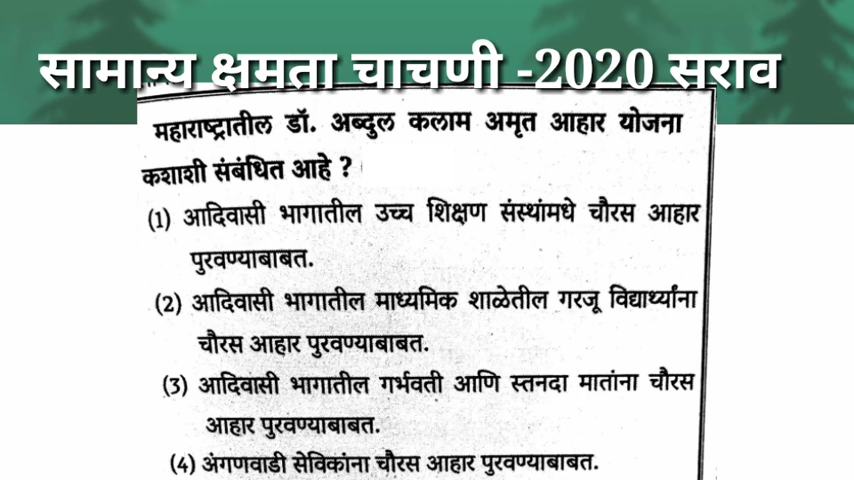 सामान्य क्षमता चाचणी -2020 सराव
महाराष्ट्रातील डॉ. अब्दुल कलाम अमृत आहार योजना
कशाशी संबंधित आहे ?
(1) आदिवासी भागातील उच्च शिक्षण संस्थांमधे चौरस आहार
पुरवण्याबाबत.
(2) आदिवासी भागातील माध्यमिक शाळेतील गरजू विद्यार्थ्यांना
चौरस आहार पुरवण्याबाबत.
(3) आदिवासी भागातील गर्भवती आणि स्तनदा मातांना चौरस
आहार पुरवण्याबाबत.
(4) अंगणवाडी सेविकांना चौरस आहार पुरवण्याबाबत.